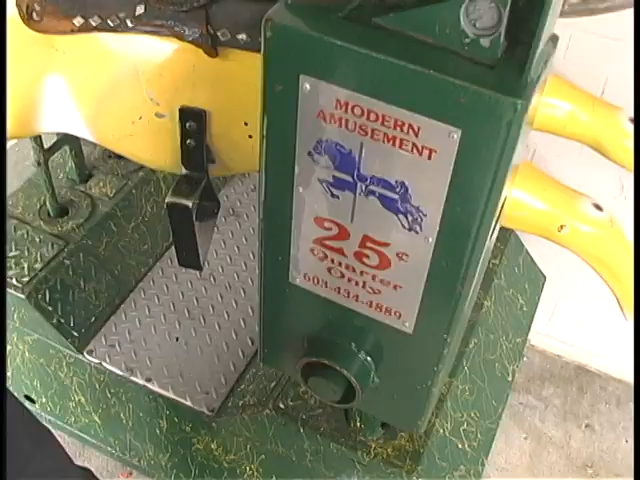 MODERN
AMUSEMENT
25¢
Quarter
Only
603-434-4889